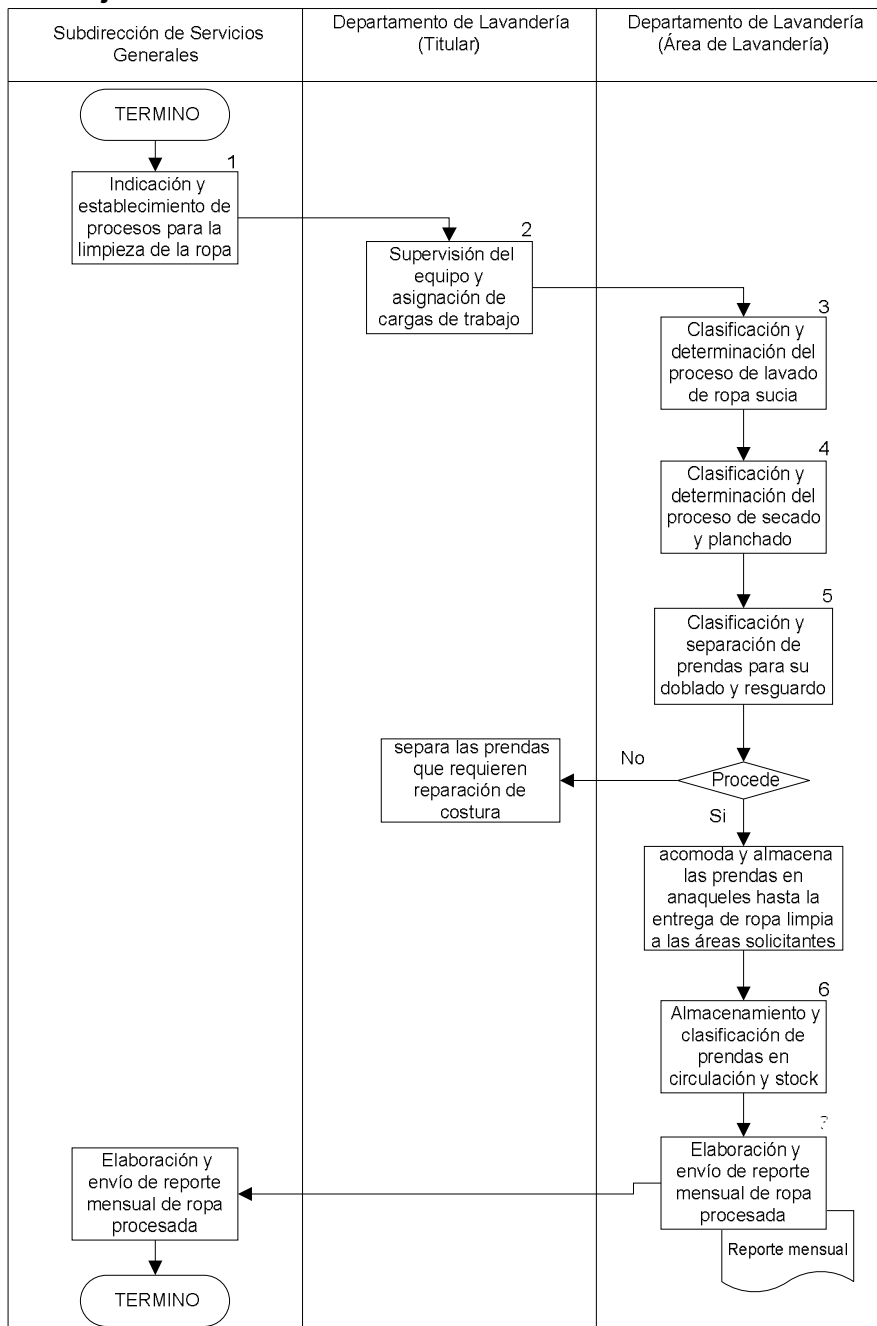 Subdirección de Servicios
Generales
Departamento de Lavandería
(Titular)
Departamento de Lavandería
(Área de Lavandería)
TERMINO
1
Indicación y
establecimiento de
procesos para la
limpieza de la ropa
2
Supervisión del
equipo y
asignación de
cargas de trabajo
3
Clasificación y
determinación del
proceso de lavado
de ropa sucia
4
Clasificación y
determinación del
proceso de secado
y planchado
5
Clasificación y
separación de
prendas para su
doblado y resguardo
separa las prendas
que requieren
reparación de
costura
No
Procede
Si
acomoda y almacena
las prendas en
anaqueles hasta la
entrega de ropa limpia
a las áreas solicitantes
6
Almacenamiento y
clasificación de
prendas en
circulación y stock
Elaboración y
envío de reporte
mensual de ropa
procesada
Reporte mensual
Elaboración y
envío de reporte
mensual de ropa
procesada
TERMINO